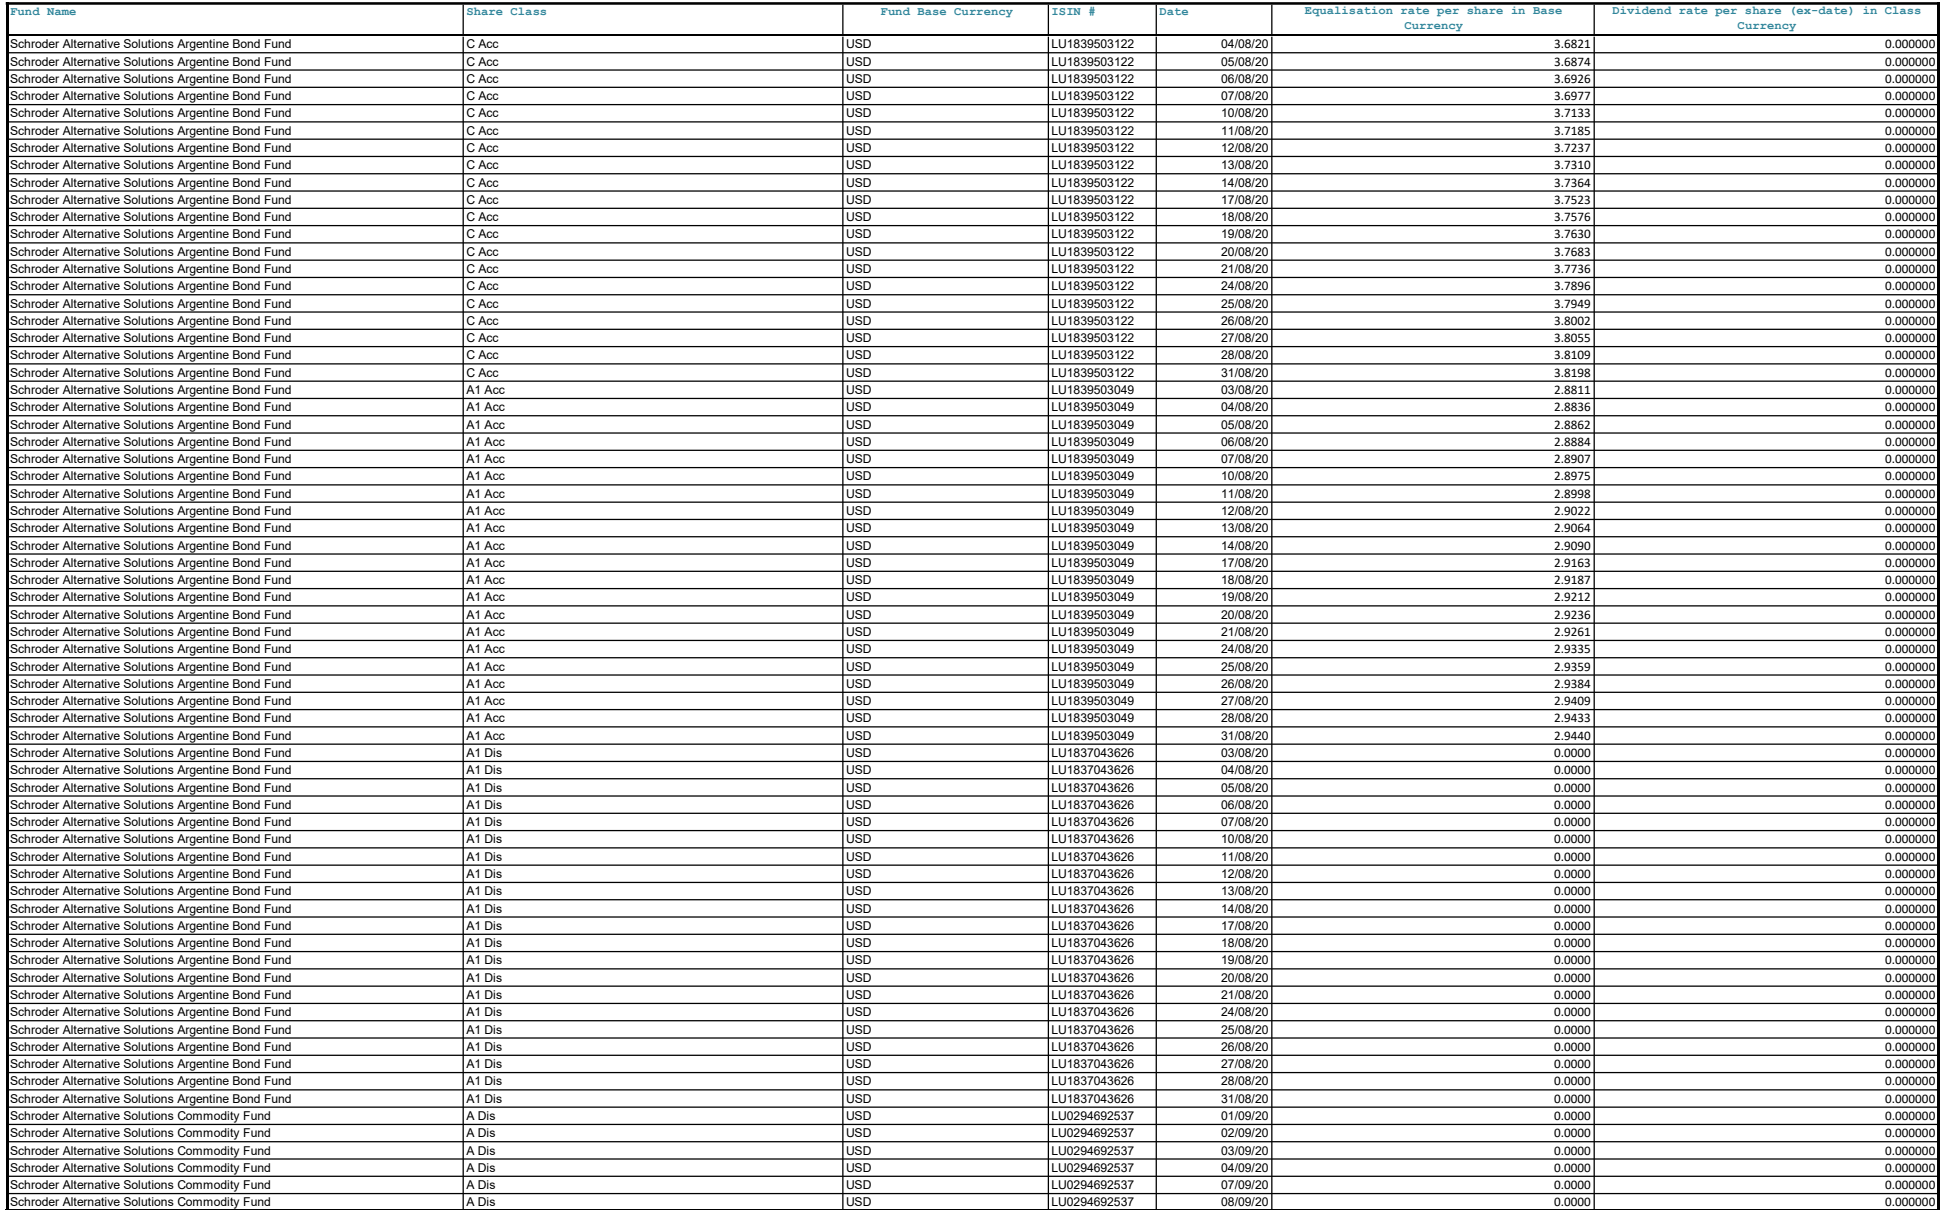 Fund Name Share Class Fund Base Currency ISIN # Date Equalisation rate per share in Base Currency Dividend rate per share (ex-date) in Class Currency
Schroder Alternative Solutions Argentine Bond Fund C Acc USD LU1839503122 04/08/20 3.6821 0.000000
Schroder Alternative Solutions Argentine Bond Fund C Acc USD LU1839503122 05/08/20 3.6874 0.000000
Schroder Alternative Solutions Argentine Bond Fund C Acc USD LU1839503122 06/08/20 3.6926 0.000000
Schroder Alternative Solutions Argentine Bond Fund C Acc USD LU1839503122 07/08/20 3.6977 0.000000
Schroder Alternative Solutions Argentine Bond Fund C Acc USD LU1839503122 10/08/20 3.7133 0.000000
Schroder Alternative Solutions Argentine Bond Fund C Acc USD LU1839503122 11/08/20 3.7185 0.000000
Schroder Alternative Solutions Argentine Bond Fund C Acc USD LU1839503122 12/08/20 3.7237 0.000000
Schroder Alternative Solutions Argentine Bond Fund C Acc USD LU1839503122 13/08/20 3.7310 0.000000
Schroder Alternative Solutions Argentine Bond Fund C Acc USD LU1839503122 14/08/20 3.7364 0.000000
Schroder Alternative Solutions Argentine Bond Fund C Acc USD LU1839503122 17/08/20 3.7523 0.000000
Schroder Alternative Solutions Argentine Bond Fund C Acc USD LU1839503122 18/08/20 3.7576 0.000000
Schroder Alternative Solutions Argentine Bond Fund C Acc USD LU1839503122 19/08/20 3.7630 0.000000
Schroder Alternative Solutions Argentine Bond Fund C Acc USD LU1839503122 20/08/20 3.7683 0.000000
Schroder Alternative Solutions Argentine Bond Fund C Acc USD LU1839503122 21/08/20 3.7736 0.000000
Schroder Alternative Solutions Argentine Bond Fund C Acc USD LU1839503122 24/08/20 3.7896 0.000000
Schroder Alternative Solutions Argentine Bond Fund C Acc USD LU1839503122 25/08/20 3.7949 0.000000
Schroder Alternative Solutions Argentine Bond Fund C Acc USD LU1839503122 26/08/20 3.8002 0.000000
Schroder Alternative Solutions Argentine Bond Fund C Acc USD LU1839503122 27/08/20 3.8055 0.000000
Schroder Alternative Solutions Argentine Bond Fund C Acc USD LU1839503122 28/08/20 3.8109 0.000000
Schroder Alternative Solutions Argentine Bond Fund C Acc USD LU1839503122 31/08/20 3.8198 0.000000
Schroder Alternative Solutions Argentine Bond Fund A1 Acc USD LU1839503049 03/08/20 2.8811 0.000000
Schroder Alternative Solutions Argentine Bond Fund A1 Acc USD LU1839503049 04/08/20 2.8836 0.000000
Schroder Alternative Solutions Argentine Bond Fund A1 Acc USD LU1839503049 05/08/20 2.8862 0.000000
Schroder Alternative Solutions Argentine Bond Fund A1 Acc USD LU1839503049 06/08/20 2.8884 0.000000
Schroder Alternative Solutions Argentine Bond Fund A1 Acc USD LU1839503049 07/08/20 2.8907 0.000000
Schroder Alternative Solutions Argentine Bond Fund A1 Acc USD LU1839503049 10/08/20 2.8975 0.000000
Schroder Alternative Solutions Argentine Bond Fund A1 Acc USD LU1839503049 11/08/20 2.8998 0.000000
Schroder Alternative Solutions Argentine Bond Fund A1 Acc USD LU1839503049 12/08/20 2.9022 0.000000
Schroder Alternative Solutions Argentine Bond Fund A1 Acc USD LU1839503049 13/08/20 2.9064 0.000000
Schroder Alternative Solutions Argentine Bond Fund A1 Acc USD LU1839503049 14/08/20 2.9090 0.000000
Schroder Alternative Solutions Argentine Bond Fund A1 Acc USD LU1839503049 17/08/20 2.9163 0.000000
Schroder Alternative Solutions Argentine Bond Fund A1 Acc USD LU1839503049 18/08/20 2.9187 0.000000
Schroder Alternative Solutions Argentine Bond Fund A1 Acc USD LU1839503049 19/08/20 2.9212 0.000000
Schroder Alternative Solutions Argentine Bond Fund A1 Acc USD LU1839503049 20/08/20 2.9236 0.000000
Schroder Alternative Solutions Argentine Bond Fund A1 Acc USD LU1839503049 21/08/20 2.9261 0.000000
Schroder Alternative Solutions Argentine Bond Fund A1 Acc USD LU1839503049 24/08/20 2.9335 0.000000
Schroder Alternative Solutions Argentine Bond Fund A1 Acc USD LU1839503049 25/08/20 2.9359 0.000000
Schroder Alternative Solutions Argentine Bond Fund A1 Acc USD LU1839503049 26/08/20 2.9384 0.000000
Schroder Alternative Solutions Argentine Bond Fund A1 Acc USD LU1839503049 27/08/20 2.9409 0.000000
Schroder Alternative Solutions Argentine Bond Fund A1 Acc USD LU1839503049 28/08/20 2.9433 0.000000
Schroder Alternative Solutions Argentine Bond Fund A1 Acc USD LU1839503049 31/08/20 2.9440 0.000000
Schroder Alternative Solutions Argentine Bond Fund A1 Dis USD LU1837043626 03/08/20 0.0000 0.000000
Schroder Alternative Solutions Argentine Bond Fund A1 Dis USD LU1837043626 04/08/20 0.0000 0.000000
Schroder Alternative Solutions Argentine Bond Fund A1 Dis USD LU1837043626 05/08/20 0.0000 0.000000
Schroder Alternative Solutions Argentine Bond Fund A1 Dis USD LU1837043626 06/08/20 0.0000 0.000000
Schroder Alternative Solutions Argentine Bond Fund A1 Dis USD LU1837043626 07/08/20 0.0000 0.000000
Schroder Alternative Solutions Argentine Bond Fund A1 Dis USD LU1837043626 10/08/20 0.0000 0.000000
Schroder Alternative Solutions Argentine Bond Fund A1 Dis USD LU1837043626 11/08/20 0.0000 0.000000
Schroder Alternative Solutions Argentine Bond Fund A1 Dis USD LU1837043626 12/08/20 0.0000 0.000000
Schroder Alternative Solutions Argentine Bond Fund A1 Dis USD LU1837043626 13/08/20 0.0000 0.000000
Schroder Alternative Solutions Argentine Bond Fund A1 Dis USD LU1837043626 14/08/20 0.0000 0.000000
Schroder Alternative Solutions Argentine Bond Fund A1 Dis USD LU1837043626 17/08/20 0.0000 0.000000
Schroder Alternative Solutions Argentine Bond Fund A1 Dis USD LU1837043626 18/08/20 0.0000 0.000000
Schroder Alternative Solutions Argentine Bond Fund A1 Dis USD LU1837043626 19/08/20 0.0000 0.000000
Schroder Alternative Solutions Argentine Bond Fund A1 Dis USD LU1837043626 20/08/20 0.0000 0.000000
Schroder Alternative Solutions Argentine Bond Fund A1 Dis USD LU1837043626 21/08/20 0.0000 0.000000
Schroder Alternative Solutions Argentine Bond Fund A1 Dis USD LU1837043626 24/08/20 0.0000 0.000000
Schroder Alternative Solutions Argentine Bond Fund A1 Dis USD LU1837043626 25/08/20 0.0000 0.000000
Schroder Alternative Solutions Argentine Bond Fund A1 Dis USD LU1837043626 26/08/20 0.0000 0.000000
Schroder Alternative Solutions Argentine Bond Fund A1 Dis USD LU1837043626 27/08/20 0.0000 0.000000
Schroder Alternative Solutions Argentine Bond Fund A1 Dis USD LU1837043626 28/08/20 0.0000 0.000000
Schroder Alternative Solutions Argentine Bond Fund A1 Dis USD LU1837043626 31/08/20 0.0000 0.000000
Schroder Alternative Solutions Commodity Fund A Dis USD LU0294692537 01/09/20 0.0000 0.000000
Schroder Alternative Solutions Commodity Fund A Dis USD LU0294692537 02/09/20 0.0000 0.000000
Schroder Alternative Solutions Commodity Fund A Dis USD LU0294692537 03/09/20 0.0000 0.000000
Schroder Alternative Solutions Commodity Fund A Dis USD LU0294692537 04/09/20 0.0000 0.000000
Schroder Alternative Solutions Commodity Fund A Dis USD LU0294692537 07/09/20 0.0000 0.000000
Schroder Alternative Solutions Commodity Fund A Dis USD LU0294692537 08/09/20 0.0000 0.000000